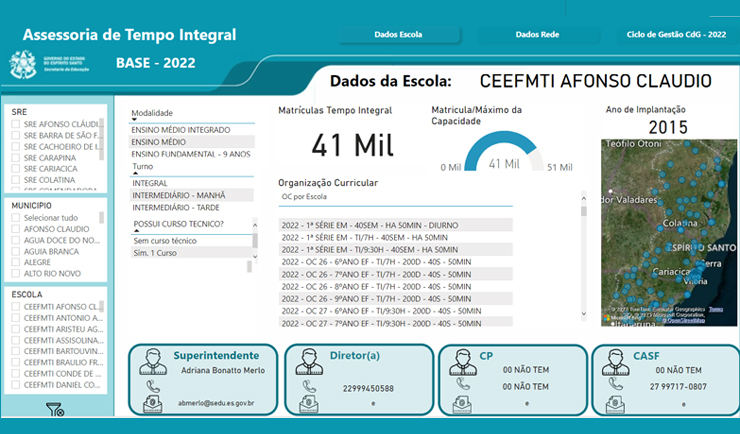 Assessoria de Tempo Integral
BASE - 2022
GOVERNO DO ESTADO
DO ESPÍRITO SANTO
Secretaria da Educação
Dados Escola
Dados Rede
Ciclo de Gestão CdG - 2022
Dados da Escola:
CEEFMTI AFONSO CLAUDIO
SRE
SRE AFONSO CLÁUDI...
SRE BARRA DE SÃO F...
SRE CACHOEIRO DE I...
SRE CARAPINA
SRE CARIACICA
SRE COLATINA
SRE COMENDADORA
MUNICIPIO
Selecionar tudo
AFONSO CLAUDIO
AGUA DOCE DO NO...
AGUIA BRANCA
ALEGRE
ALTO RIO NOVO
ESCOLA
CEEFMTI AFONSO CL...
CEEFMTI ANTONIO A...
CEEFMTI ARISTEU AG...
CEEFMTI ASSISOLINA...
CEEFMTI BARTOUVIN...
CEEFMTI BRAULIO FR...
CEEFMTI CONDE DE ...
CEEFMTI DANIEL CO...
Modalidade
ENSINO MÉDIO INTEGRADO
ENSINO MÉDIO
ENSINO FUNDAMENTAL - 9 ANOS
Turno
INTEGRAL
INTERMEDIÁRIO - MANHÃ
INTERMEDIÁRIO - TARDE
POSSUI CURSO TECNICO?
Sem curso técnico
Sim. 1 Curso
Matrículas Tempo Integral
41 Mil
Matricula/Máximo da
Capacidade
0 Mil
41 Mil
51 Mil
Organização Curricular
OC por Escola
2022 - 1ª SÉRIE EM - 40SEM - HA 50MIN - DIURNO
2022 - 1ª SÉRIE EM - TI/7H - 40SEM - HA 50MIN
2022 - 1ª SÉRIE EM - TI/9:30H - 40SEM - HA 50MIN
2022 - OC 26 - 6ºANO EF - TI/7H - 200D - 40S - 50MIN
2022 - OC 26 - 7ºANO EF - TI/7H - 200D - 40S - 50MIN
2022 - OC 26 - 8ºANO EF - TI/7H - 200D - 40S - 50MIN
2022 - OC 26 - 9ºANO EF - TI/7H - 200D - 40S - 50MIN
2022 - OC 27 - 6ºANO EF - TI/9:30H - 200D - 40S - 50MIN
2022 - OC 27 - 7ºANO EF - TI/9:30H - 200D - 40S - 50MIN
Ano de Implantação
2015
Teófilo Otoni
dor Valadares
Colatina
ESPÍRITO SANTO
Serra
Cariacica
Vitória
Superintendente
Adriana Bonatto Merlo
abmerlo@sedu.es.gov.br
Diretor(a)
22999450588
e
CP
00 NÃO TEM
00 NÃO TEM
e
CASF
00 NÃO TEM
27 99717-0807
e